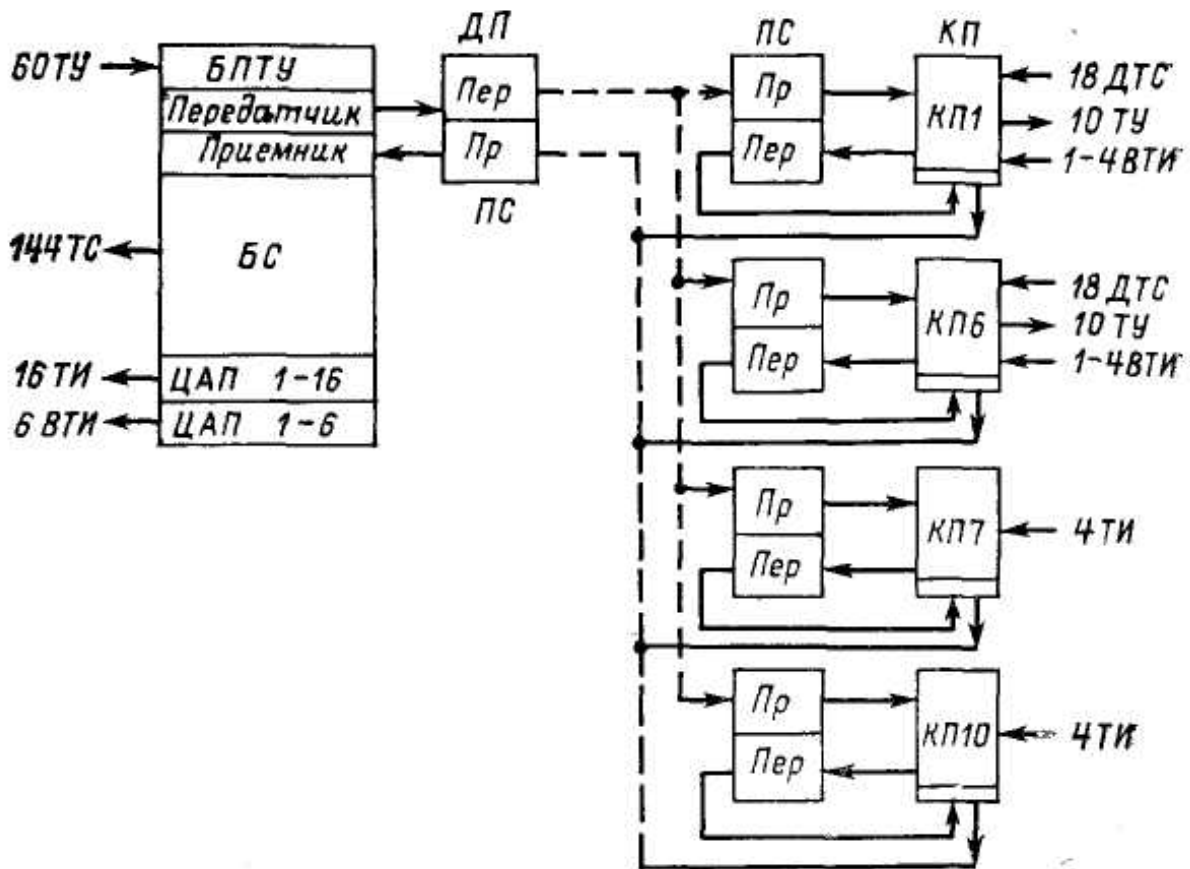 ДП
ПС
КП
60ТУ
БПТУ
Передатчик
Приемник
Пер
Пр
ПС
144ТС
БС
16 ТИ
ЦАП 1-16
6 ВТИ
ЦАП 1-6
Пр
Пер
КП1
18 ДТС
10 ТУ
1-4ВТИ
Пр
Пер
КП6
18 ДТС
10 ТУ
1-4ВТИ
Пр
Пер
КП7
4ТИ
Пр
Пер
КП10
4ТИ